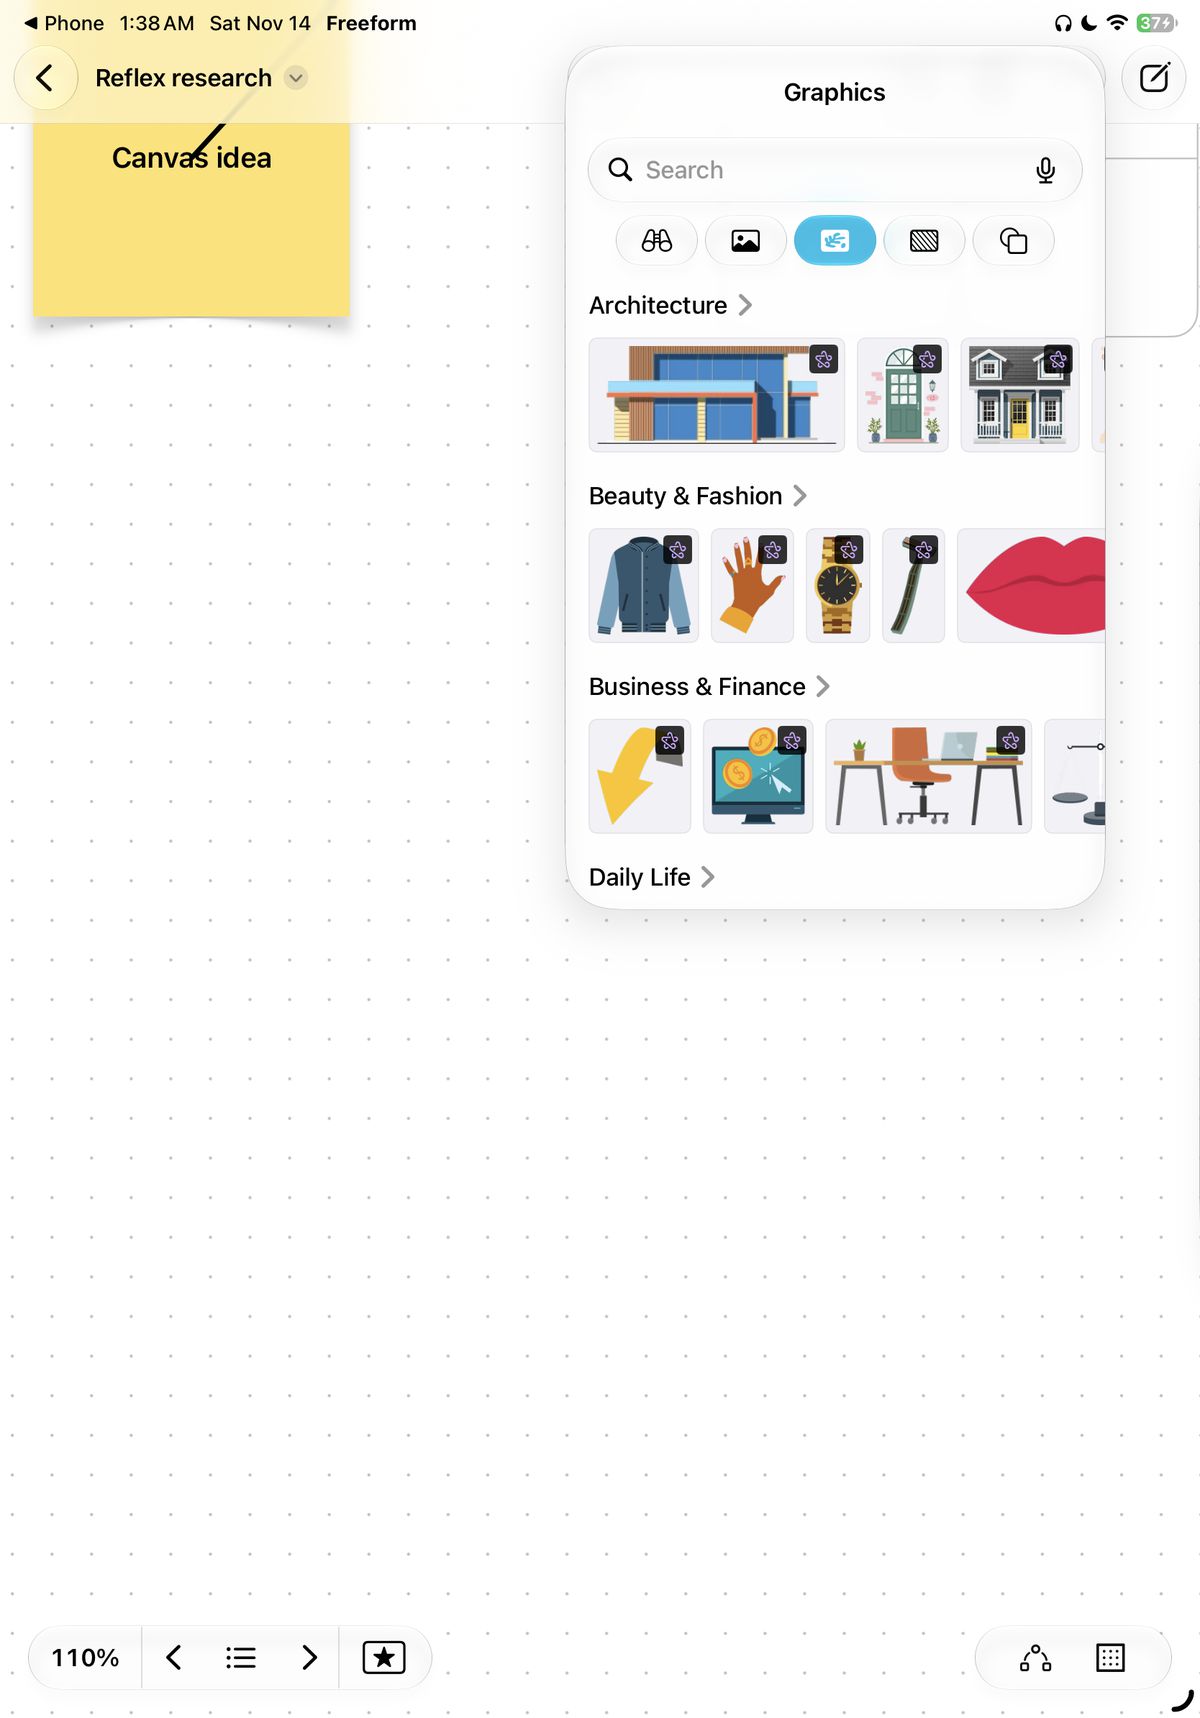 Phone 1:38 AM Sat Nov 14 Freeform
37
Reflex research
Canvas idea
Graphics
Search
Architecture
Beauty & Fashion
Business & Finance
Daily Life
110%